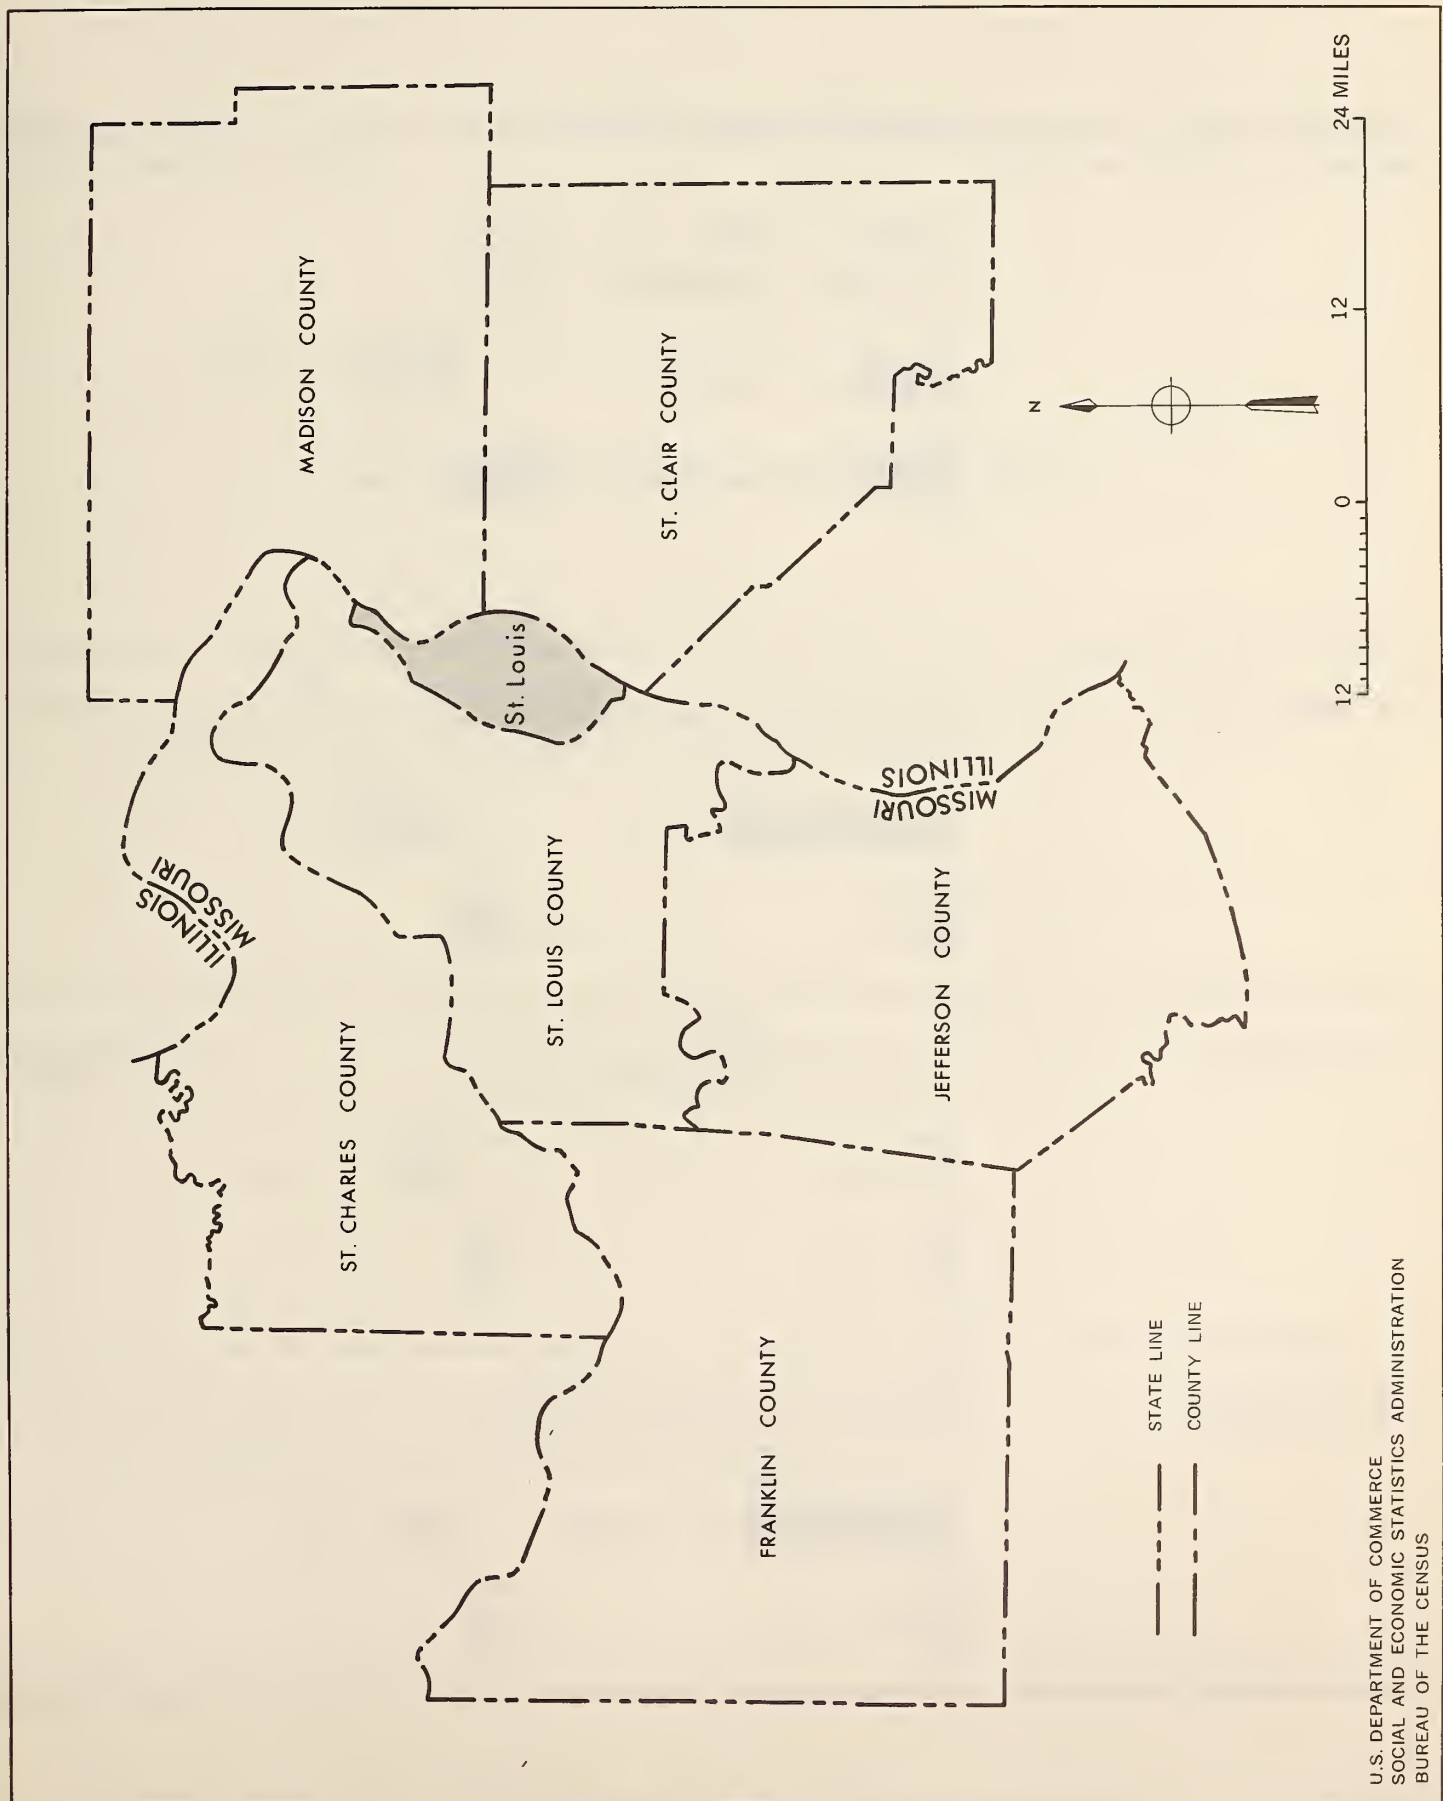 MADISON COUNTY
ILLINOIS
MISSOURI
ST. CHARLES COUNTY
St. Louis
ST. LOUIS COUNTY
ST. CLAIR COUNTY
FRANKLIN COUNTY
JEFFERSON COUNTY
MISSOURI
ILLINOIS
N
STATE LINE
COUNTY LINE
12 0 12 24 MILES
U.S. DEPARTMENT OF COMMERCE
SOCIAL AND ECONOMIC STATISTICS ADMINISTRATION
BUREAU OF THE CENSUS